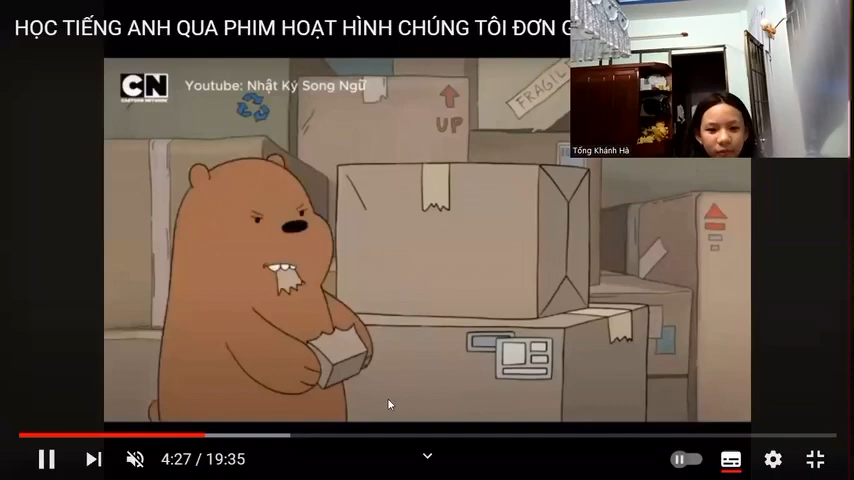 HỌC TIẾNG ANH QUA PHIM HOẠT HÌNH CHÚNG TÔI ĐƠN G
CN
CARTOON NETWORK
Youtube: Nhật Ký Song Ngữ
FRAGILE
UP
Tống Khánh Hà
4:27 / 19:35